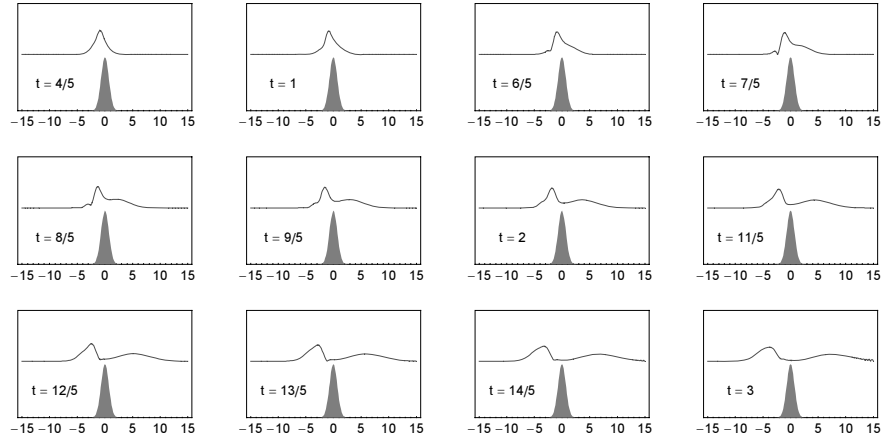 t = 4/5
t = 1
t = 6/5
t = 7/5
−15 −10 −5 0 5 10 15
−15 −10 −5 0 5 10 15
−15 −10 −5 0 5 10 15
−15 −10 −5 0 5 10 15
t = 8/5
t = 9/5
t = 2
t = 11/5
−15 −10 −5 0 5 10 15
−15 −10 −5 0 5 10 15
−15 −10 −5 0 5 10 15
−15 −10 −5 0 5 10 15
t = 12/5
t = 13/5
t = 14/5
t = 3
−15 −10 −5 0 5 10 15
−15 −10 −5 0 5 10 15
−15 −10 −5 0 5 10 15
−15 −10 −5 0 5 10 15